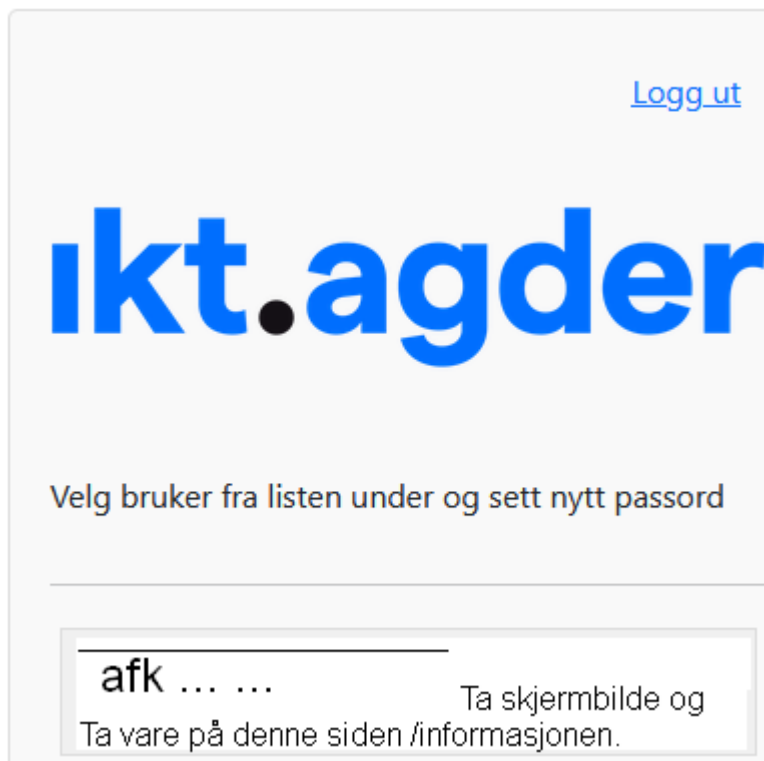 Logg ut
ıkt.agder
Velg bruker fra listen under og sett nytt passord
afk ... ...
Ta skjermbilde og
Ta vare på denne siden /informasjonen.